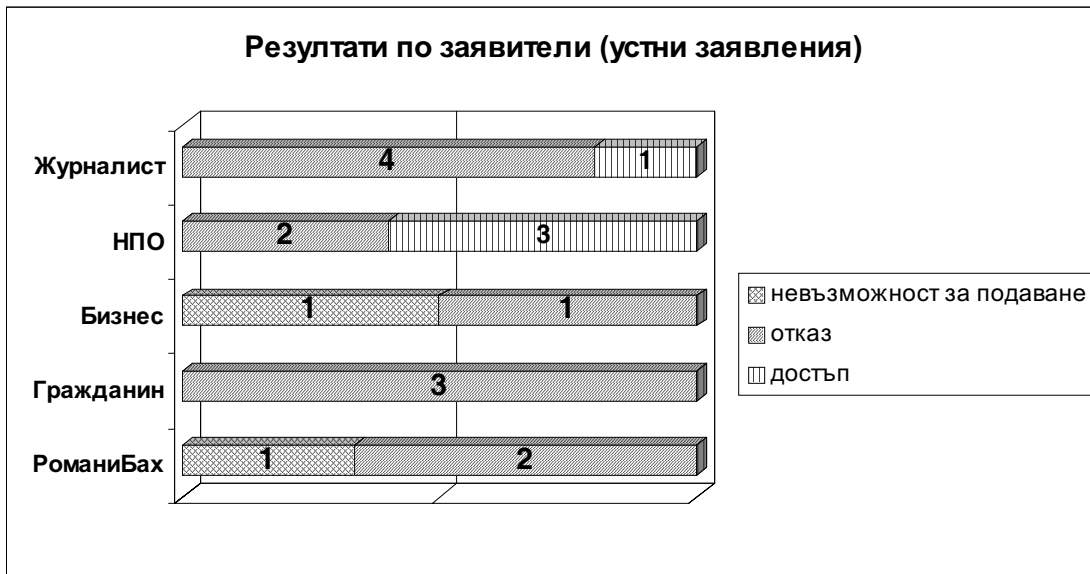 Резултати по заявители (устни заявления)
Журналист
4
1
НПО
2
3
Бизнес
1
1
Гражданин
3
РоманиБах
1
2
невъзможност за подаване
отказ
достъп